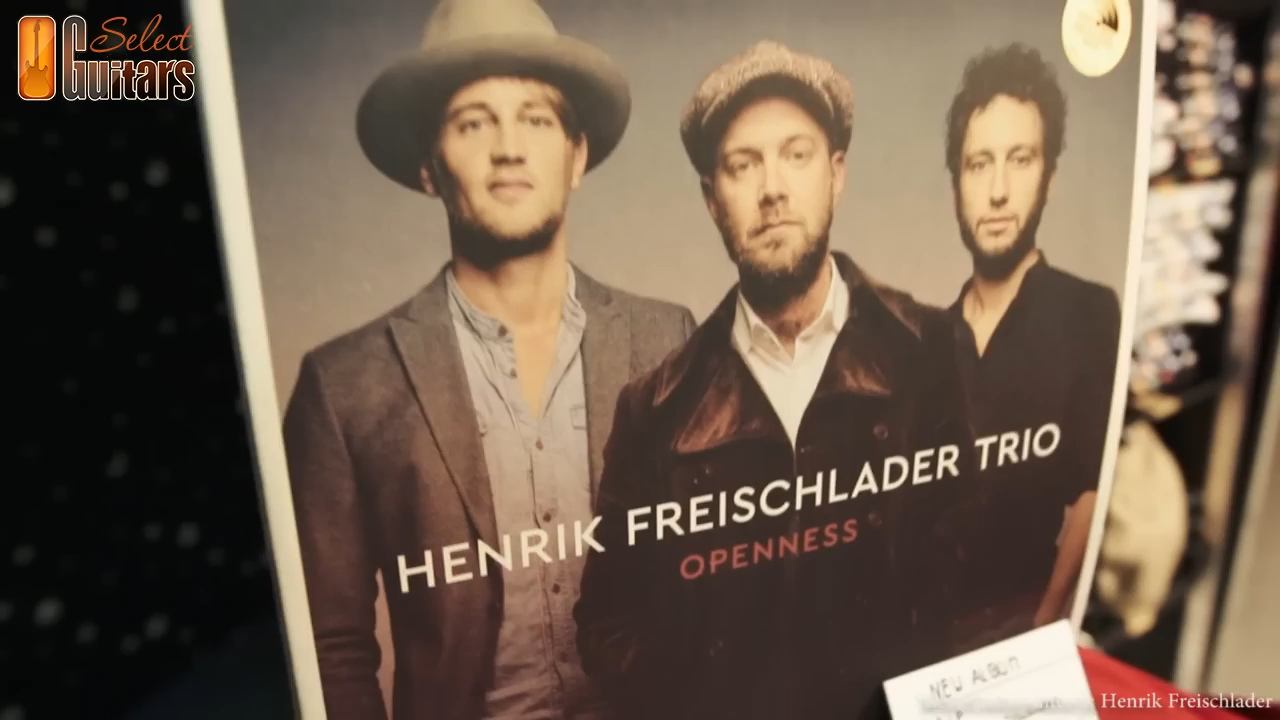 Select
Guitars
HENRIK FREISCHLADER TRIO
OPENNESS
NEW ALBUM
Henrik Freischlader